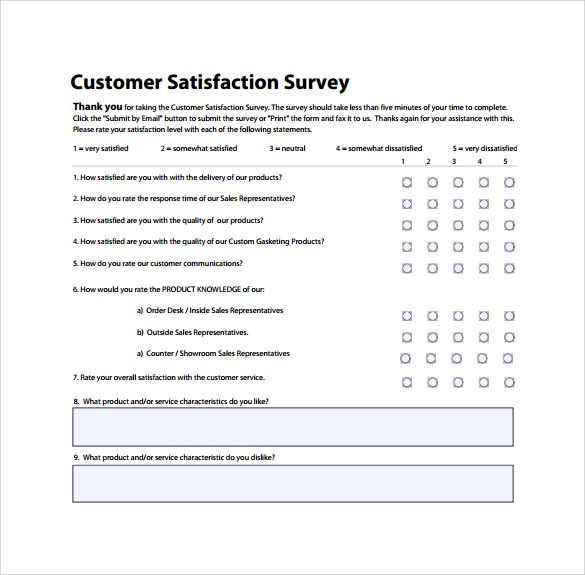 Customer Satisfaction Survey
Thank you for taking the Customer Satisfaction Survey. The survey should take less than five minutes of your time to complete.
Click the "Submit by Email" button to submit the survey or "Print" the form and fax it to us. Thanks again for your assistance with this.
Please rate your satisfaction level with each of the following statements.
1 = very satisfied 2 = somewhat satisfied 3 = neutral 4 = somewhat dissatisfied 5 = very dissatisfied
1 2 3 4 5
1. How satisfied are you with with the delivery of our products?
2. How do you rate the response time of our Sales Representatives?
3. How satisfied are you with the quality of our products?
4. How satisfied are you with the quality of our Custom Gasketing Products?
5. How do you rate our customer communications?
6. How would you rate the PRODUCT KNOWLEDGE of our:
a) Order Desk / Inside Sales Representatives
b) Outside Sales Representatives.
a) Counter / Showroom Sales Representatives
7. Rate your overall satisfaction with the customer service.
8. What product and/or service characteristics do you like?
9. What product and/or service characteristic do you dislike?